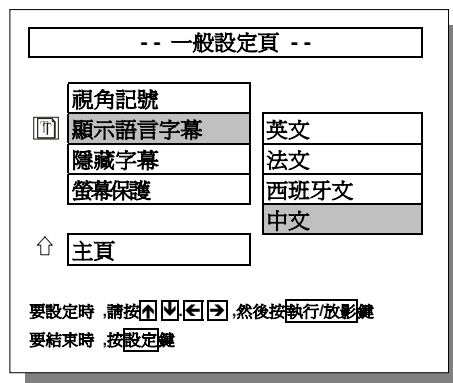 -- 一般設定頁 --
視角記號
顯示語言字幕
英文
隱藏字幕
法文
螢幕保護
西班牙文
中文
主頁
要設定時 ,請按↑ ↓ ← → ,然後按執行/放影鍵
要結束時 ,按設定鍵